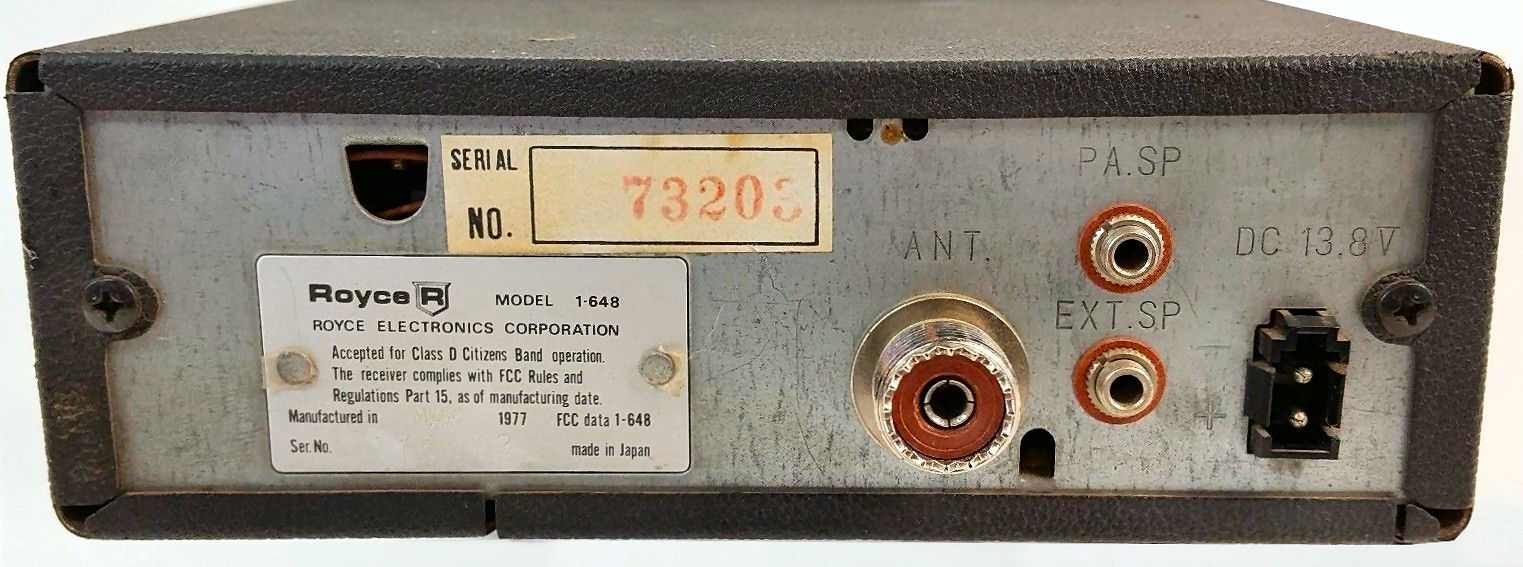 SERIAL
NO.
PA.SP
ANT.
DC 13.8V
EXT.SP
Royce R MODEL 1-648
ROYCE ELECTRONICS CORPORATION
Accepted for Class D Citizens Band operation.
The receiver complies with FCC Rules and
Regulations Part 15, as of manufacturing date.
Manufactured in 1977 FCC data 1-648
Ser. No. made in Japan
-
+